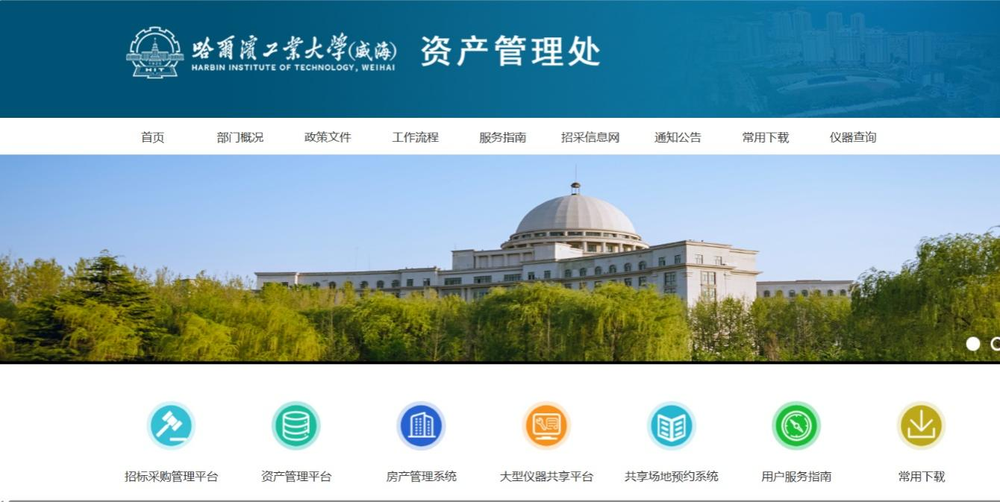 哈爾濱工業大學(威海)
HARBIN INSTITUTE OF TECHNOLOGY, WEIHAI
1920
HIT
资产管理处
首页 部门概况 政策文件 工作流程 服务指南 招采信息网 通知公告 常用下载 仪器查询
招标采购管理平台 资产管理平台 房产管理系统 大型仪器共享平台 共享场地预约系统 用户服务指南 常用下载